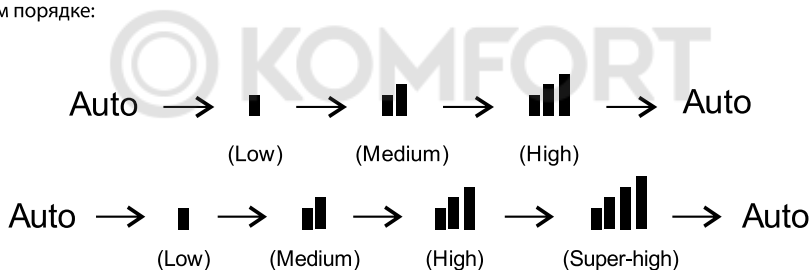 м порядке:
KOMFORT
Auto → → → → Auto
(Low) (Medium) (High)
Auto → → → → → Auto
(Low) (Medium) (High) (Super-high)